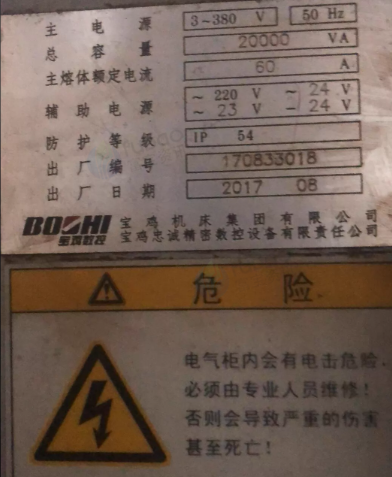 主电源 3~380 V 50 Hz
总容量 20000 VA
主熔体额定电流 60 A
辅助电源 ~ 220 V ~ 24 V
~ 23 V - 24 V
防护等级 IP 54
出厂编号 170833018
出厂日期 2017 08
BOCHI 宝鸡机床集团有限公司
宝鸡数控 宝鸡忠诚精密数控设备有限责任公司
危险
电气柜内会有电击危险.
必须由专业人员维修!
否则会导致严重的伤害
甚至死亡!